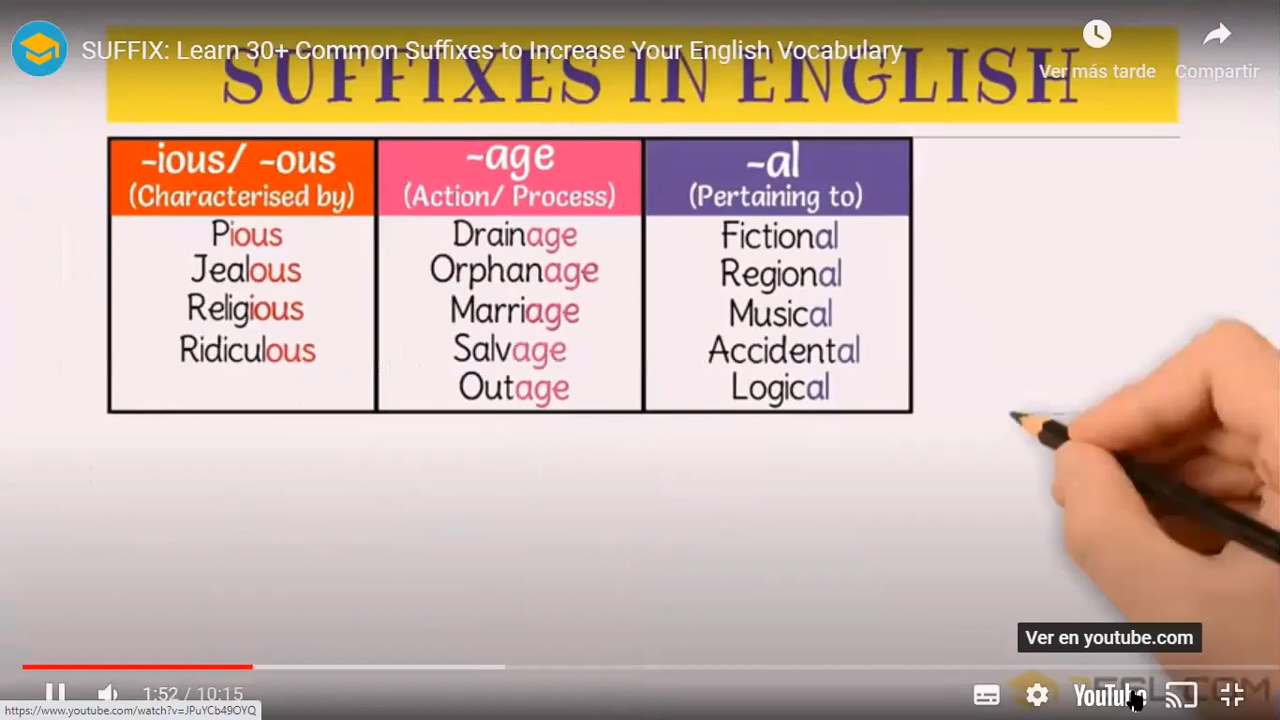 SUFFIX: Learn 30+ Common Suffixes to Increase Your English Vocabulary
Ver más tarde
Compartir
SUFFIXES IN ENGLISH
-ious/ -ous
(Characterised by)
Pious
Jealous
Religious
Ridiculous
-age
(Action/ Process)
Drainage
Orphanage
Marriage
Salvage
Outage
-al
(Pertaining to)
Fictional
Regional
Musical
Accidental
Logical
Ver en youtube.com
1:52 / 10:15
YouTube
https://www.youtube.com/watch?v=JPuYCb49OYQ